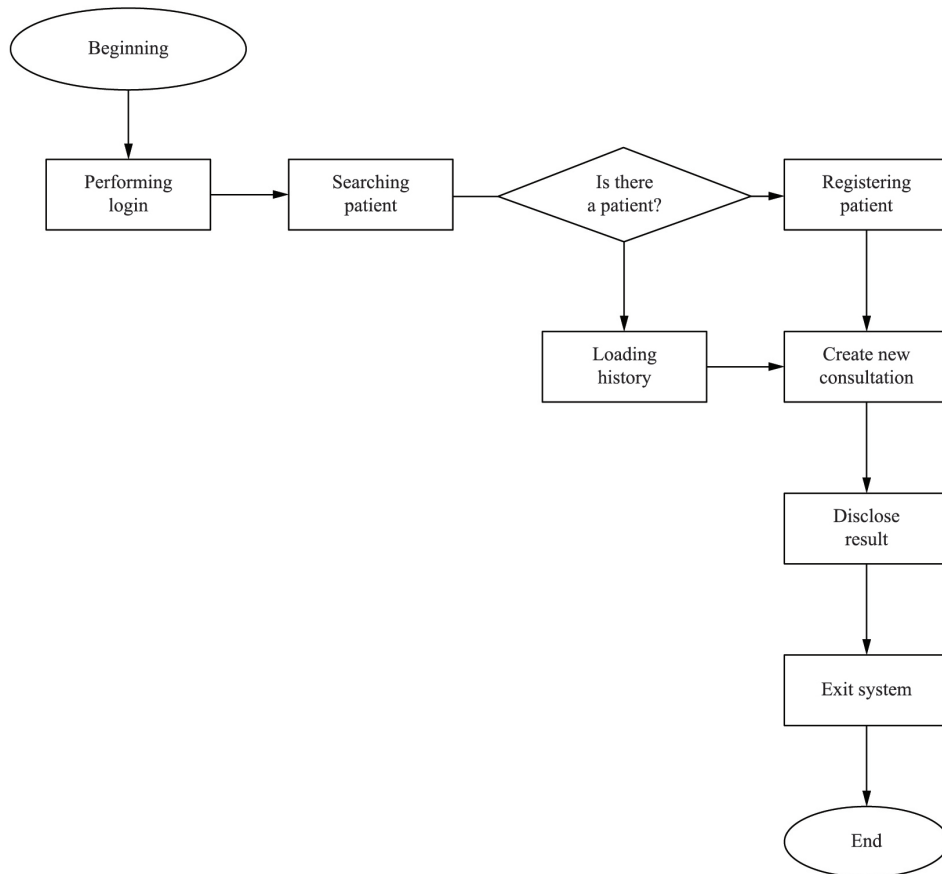 Beginning
Performing
login
Searching
patient
Is there
a patient?
Registering
patient
Loading
history
Create new
consultation
Disclose
result
Exit system
End